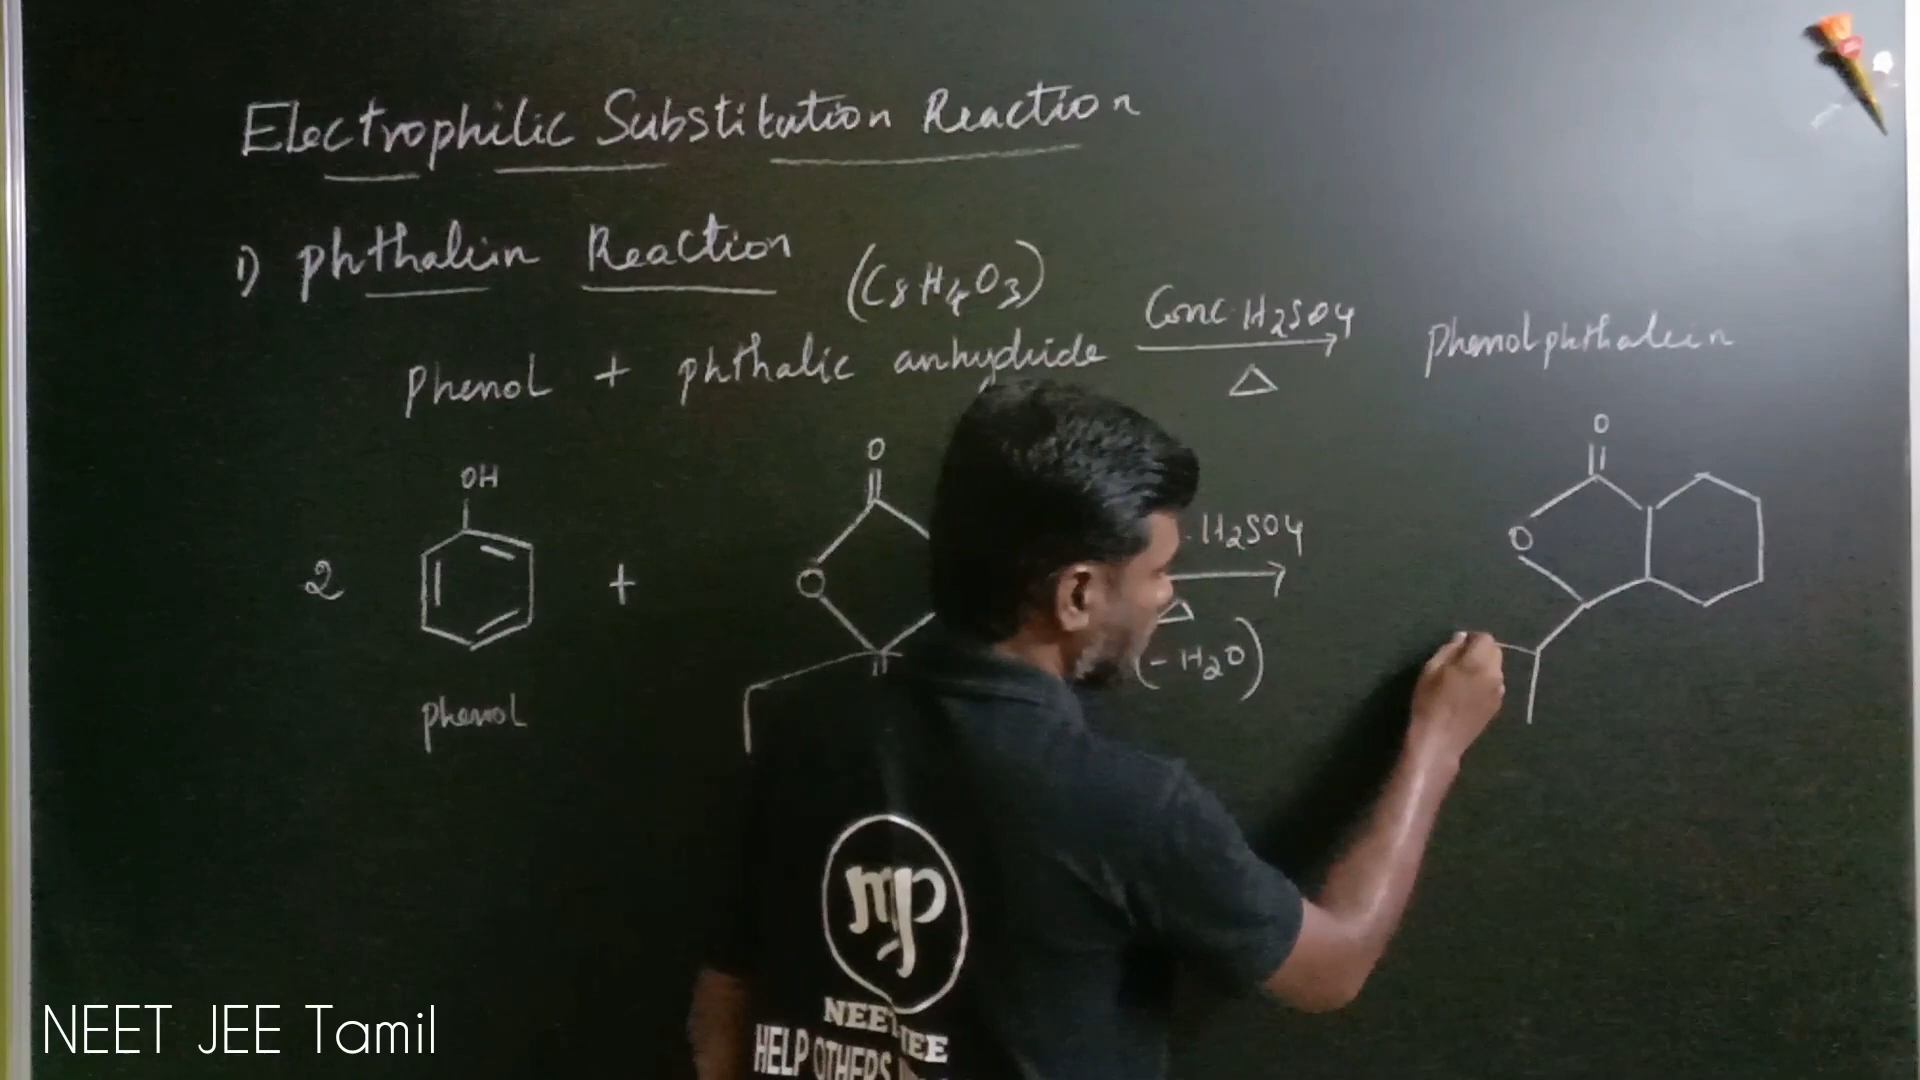 Electrophilic Substitution Reaction
1) phthalein Reaction
(C8H4O3)
Phenol + phthalic anhydride Conc. H2SO4 △ Phenolphthalein
OH
O
O
2 + O . H2SO4 O
△
(- H2O)
phenol
mp
NEET JEE
HELP OTHERS
NEET JEE Tamil